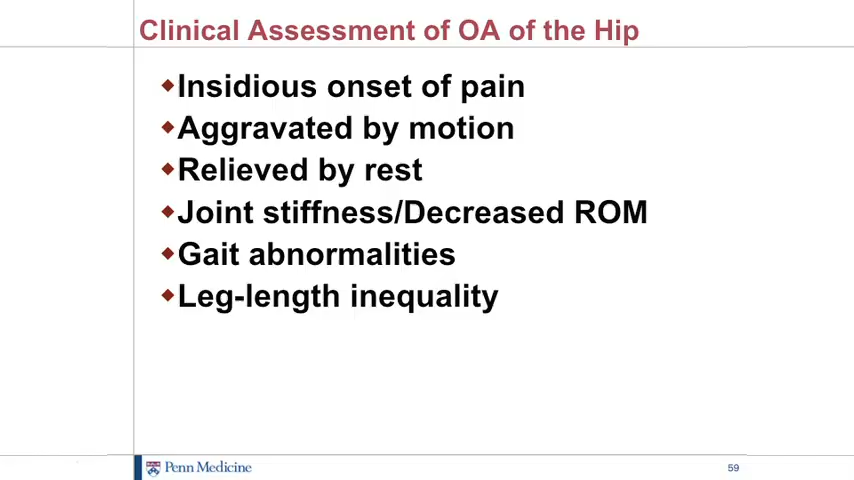 Clinical Assessment of OA of the Hip
Insidious onset of pain
Aggravated by motion
Relieved by rest
Joint stiffness/Decreased ROM
Gait abnormalities
Leg-length inequality
Penn Medicine
59